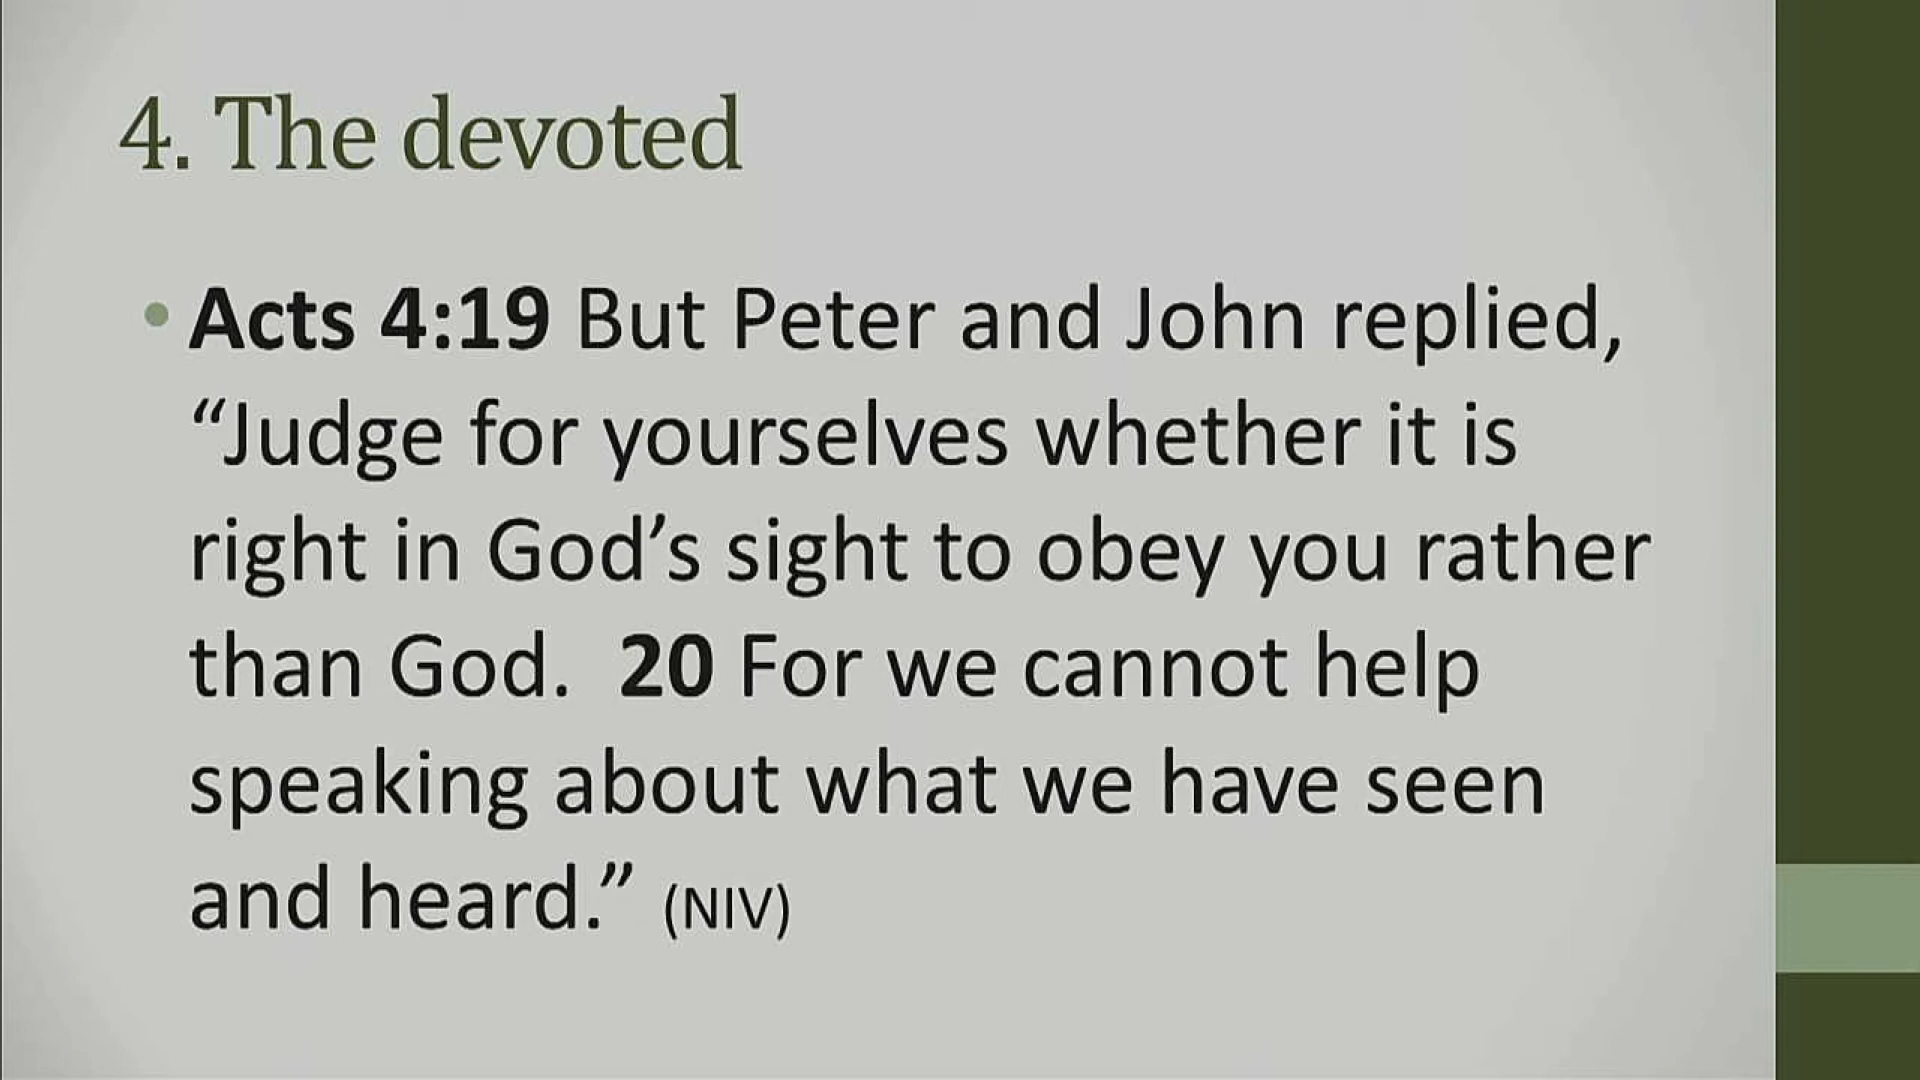 4. The devoted
• Acts 4:19 But Peter and John replied,
“Judge for yourselves whether it is
right in God’s sight to obey you rather
than God.  20 For we cannot help
speaking about what we have seen
and heard.” (NIV)